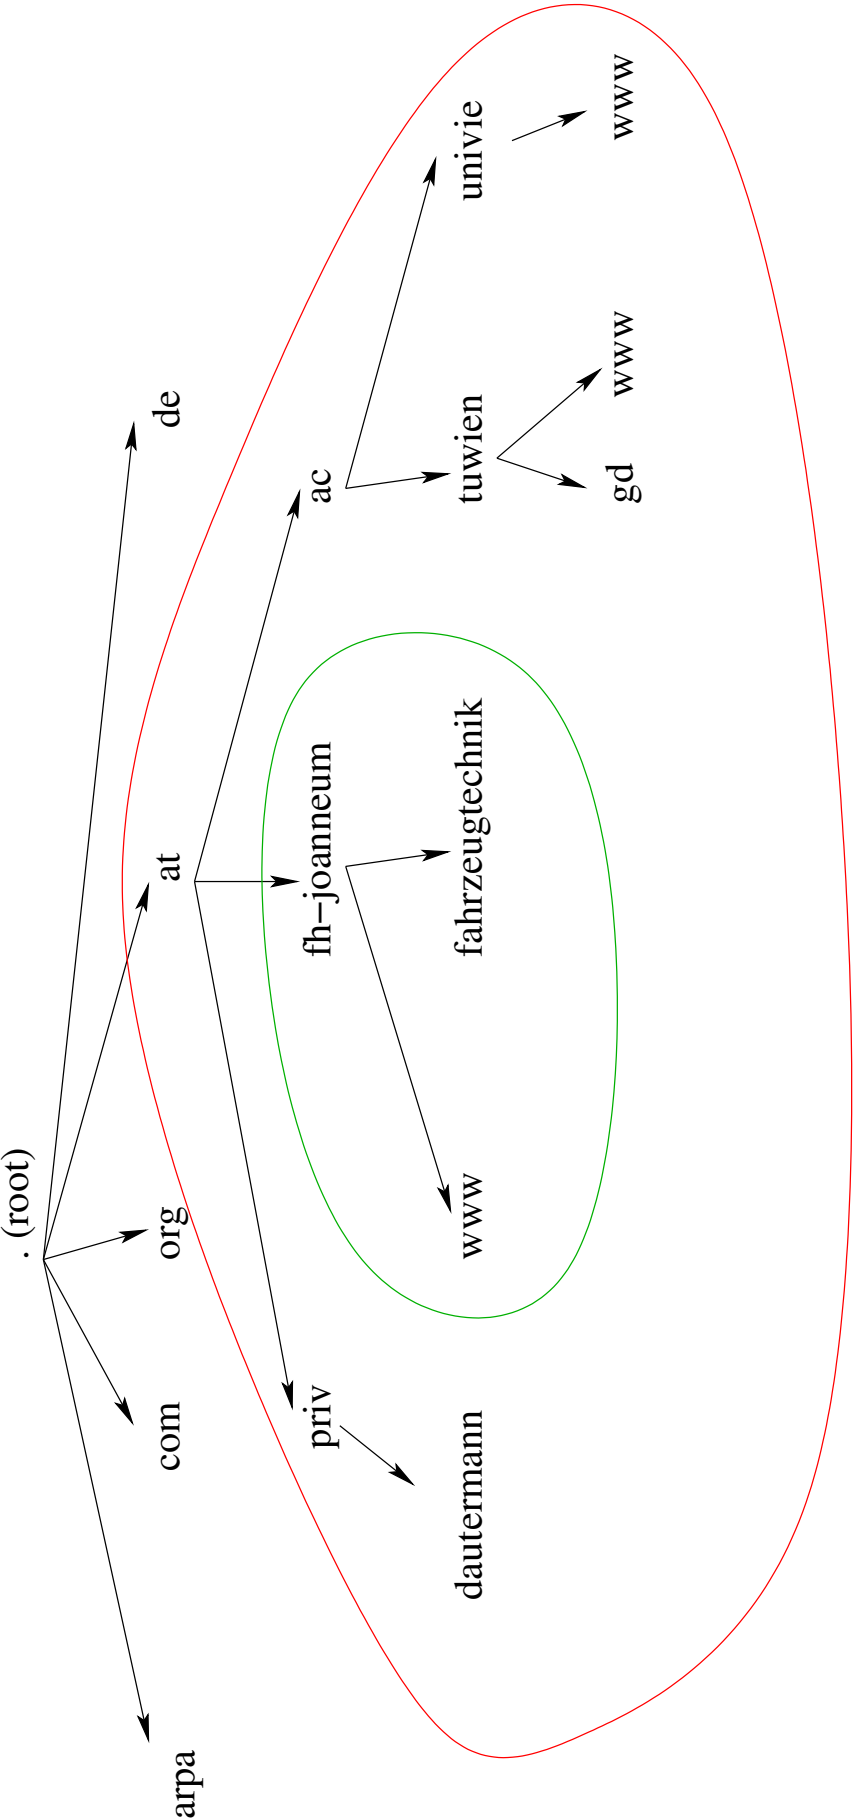 . (root)
arpa
com
org
at
de
priv
fh−joanneum
ac
dautermann
www
fahrzeugtechnik
tuwien
univie
gd
www
www